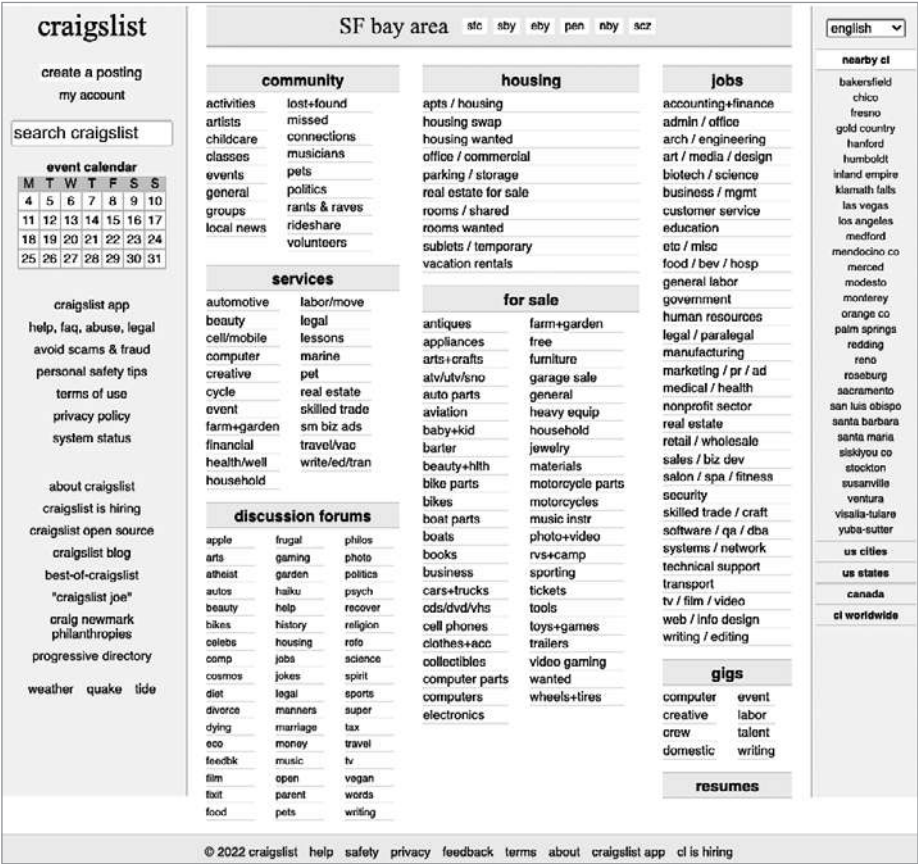 craigslist
create a posting
my account
search craigslist
event calendar
M T W T F S S
4 5 6 7 8 9 10
11 12 13 14 15 16 17
18 19 20 21 22 23 24
25 26 27 28 29 30 31
craigslist app
help, faq, abuse, legal
avoid scams & fraud
personal safety tips
terms of use
privacy policy
system status
about craigslist
craigslist is hiring
craigslist open source
craigslist blog
best-of-craigslist
"craigslist joe"
craig newmark
philanthropies
progressive directory
weather quake tide
SF bay area sfc sby eby pen nby scz
community
activities
artists
childcare
classes
events
general
groups
local news
lost+found
missed
connections
musicians
pets
politics
rants & raves
rideshare
volunteers
services
automotive
beauty
cell/mobile
computer
creative
cycle
event
farm+garden
financial
health/well
household
labor/move
legal
lessons
marine
pet
real estate
skilled trade
sm biz ads
travel/vac
write/ed/tran
discussion forums
apple
arts
atheist
autos
beauty
bikes
celebs
comp
cosmos
diet
divorce
dying
eco
feedbk
film
fixit
food
frugal
gaming
garden
haiku
help
history
housing
jobs
jokes
legal
manners
marriage
money
music
open
parent
pets
philos
photo
politics
psych
recover
religion
rofo
science
spirit
sports
super
tax
travel
tv
vegan
words
writing
housing
apts / housing
housing swap
housing wanted
office / commercial
parking / storage
real estate for sale
rooms / shared
rooms wanted
sublets / temporary
vacation rentals
for sale
antiques
appliances
arts+crafts
atv/utv/sno
auto parts
aviation
baby+kid
barter
beauty+hlth
bike parts
bikes
boat parts
boats
books
business
cars+trucks
cds/dvd/vhs
cell phones
clothes+acc
collectibles
computer parts
computers
electronics
farm+garden
free
furniture
garage sale
general
heavy equip
household
jewelry
materials
motorcycle parts
motorcycles
music instr
photo+video
rvs+camp
sporting
tickets
tools
toys+games
trailers
video gaming
wanted
wheels+tires
jobs
accounting+finance
admin / office
arch / engineering
art / media / design
biotech / science
business / mgmt
customer service
education
etc / misc
food / bev / hosp
general labor
government
human resources
legal / paralegal
manufacturing
marketing / pr / ad
medical / health
nonprofit sector
real estate
retail / wholesale
sales / biz dev
salon / spa / fitness
security
skilled trade / craft
software / qa / dba
systems / network
technical support
transport
tv / film / video
web / info design
writing / editing
gigs
computer
creative
crew
domestic
event
labor
talent
writing
resumes
english
nearby cl
bakersfield
chico
fresno
gold country
hanford
humboldt
inland empire
klamath falls
las vegas
los angeles
medford
mendocino co
merced
modesto
monterey
orange co
palm springs
redding
reno
roseburg
sacramento
san luis obispo
santa barbara
santa maria
siskiyou co
stockton
susanville
ventura
visalia-tulare
yuba-sutter
us cities
us states
canada
cl worldwide
© 2022 craigslist help safety privacy feedback terms about craigslist app cl is hiring